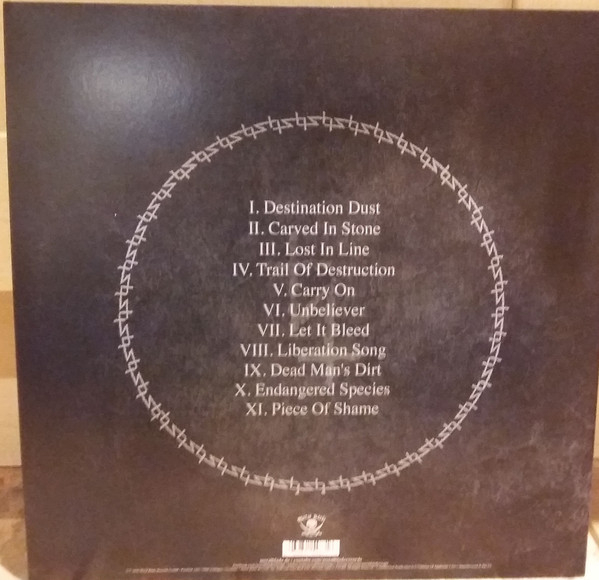 I. Destination Dust
II. Carved In Stone
III. Lost In Line
IV. Trail Of Destruction
V. Carry On
VI. Unbeliever
VII. Let It Bleed
VIII. Liberation Song
IX. Dead Man's Dirt
X. Endangered Species
XI. Piece Of Shame